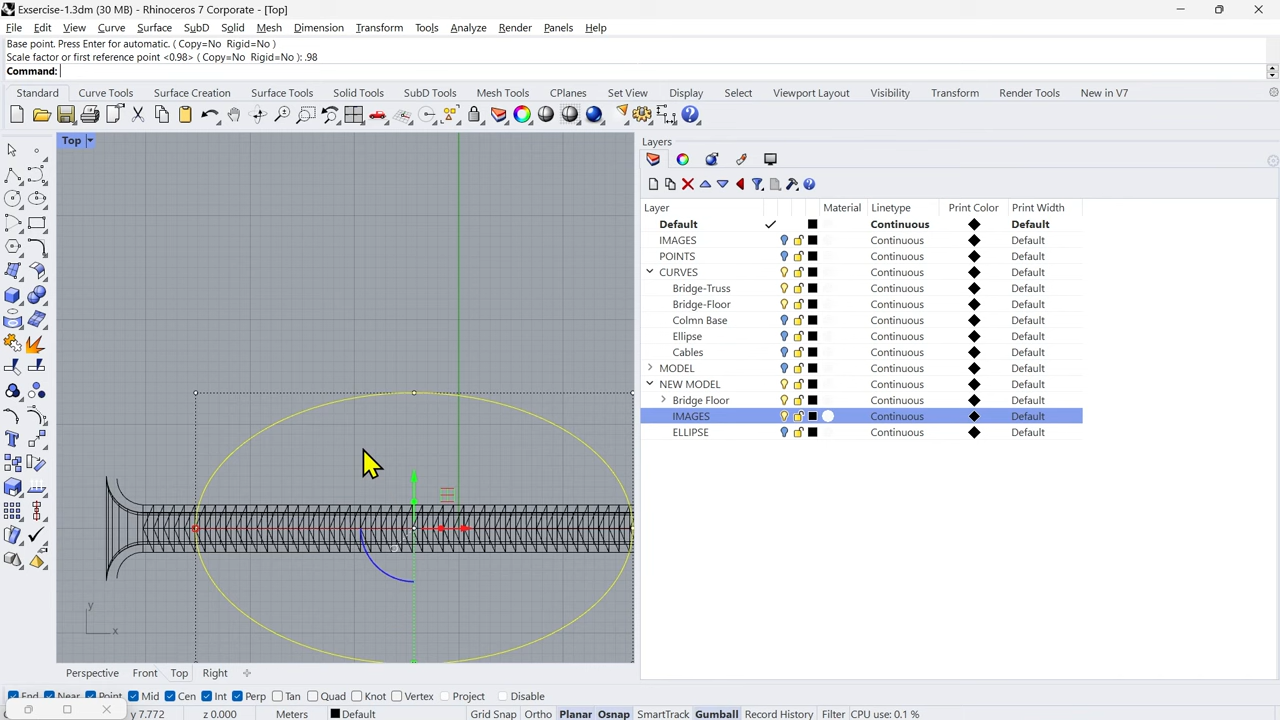 Exsercise-1.3dm (30 MB) - Rhinoceros 7 Corporate - [Top]
File Edit View Curve Surface SubD Solid Mesh Dimension Transform Tools Analyze Render Panels Help
Base point. Press Enter for automatic. ( Copy=No Rigid=No )
Scale factor or first reference point <0.98> ( Copy=No Rigid=No ): .98
Command:
Standard Curve Tools Surface Creation Surface Tools Solid Tools SubD Tools Mesh Tools CPlanes Set View Display Select Viewport Layout Visibility Transform Render Tools New in V7
Top
Layers
Layer Material Linetype Print Color Print Width
Default Continuous Default
IMAGES Continuous Default
POINTS Continuous Default
CURVES Continuous Default
Bridge-Truss Continuous Default
Bridge-Floor Continuous Default
Colmn Base Continuous Default
Ellipse Continuous Default
Cables Continuous Default
MODEL Continuous Default
NEW MODEL Continuous Default
Bridge Floor Continuous Default
IMAGES Continuous Default
ELLIPSE Continuous Default
y
x
Perspective Front Top Right
End Near Point Mid Cen Int Perp Tan Quad Knot Vertex Project Disable
y 7.772 z 0.000 Meters Default Grid Snap Ortho Planar Osnap SmartTrack Gumball Record History Filter CPU use: 0.1 %